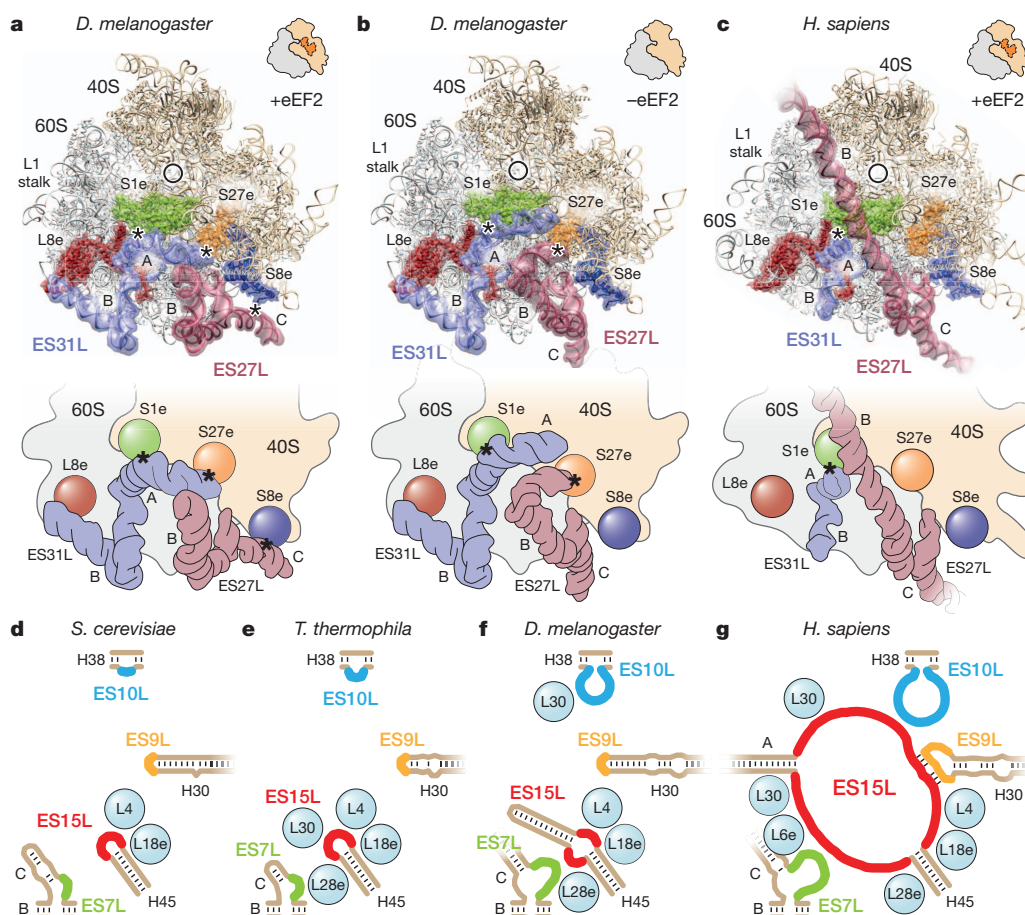 a D. melanogaster
+eEF2
40S
60S
L1
stalk
S1e
S27e
*
*
L8e
A
S8e
B
B
*
C
ES31L
ES27L
b D. melanogaster
−eEF2
40S
60S
L1
stalk
S1e
S27e
*
*
L8e
A
S8e
B
B
ES31L
C
ES27L
c H. sapiens
+eEF2
40S
L1
stalk
B
S27e
S1e
60S
*
L8e
A
S8e
B
ES31L
C
ES27L
60S
S1e
S27e
40S
*
*
L8e
A
S8e
B
*
ES31L
C
B
ES27L
60S
S1e
A
40S
*
S27e
*
L8e
S8e
B
ES31L
C
B
ES27L
60S
B
S1e
S27e
40S
*
L8e
A
S8e
B
ES31L
ES27L
C
d S. cerevisiae
H38
ES10L
ES9L
H30
ES15L
L4
L18e
C
ES7L
H45
B
e T. thermophila
H38
ES10L
ES9L
H30
ES15L
L30
L4
L18e
ES7L
L28e
C
H45
B
f D. melanogaster
H38
ES10L
L30
ES9L
H30
ES15L
L4
ES7L
L18e
L28e
C
H45
B
g H. sapiens
H38
ES10L
L30
A
ES9L
H30
ES15L
L30
L4
L6e
L18e
C
ES7L
L28e
H45
B